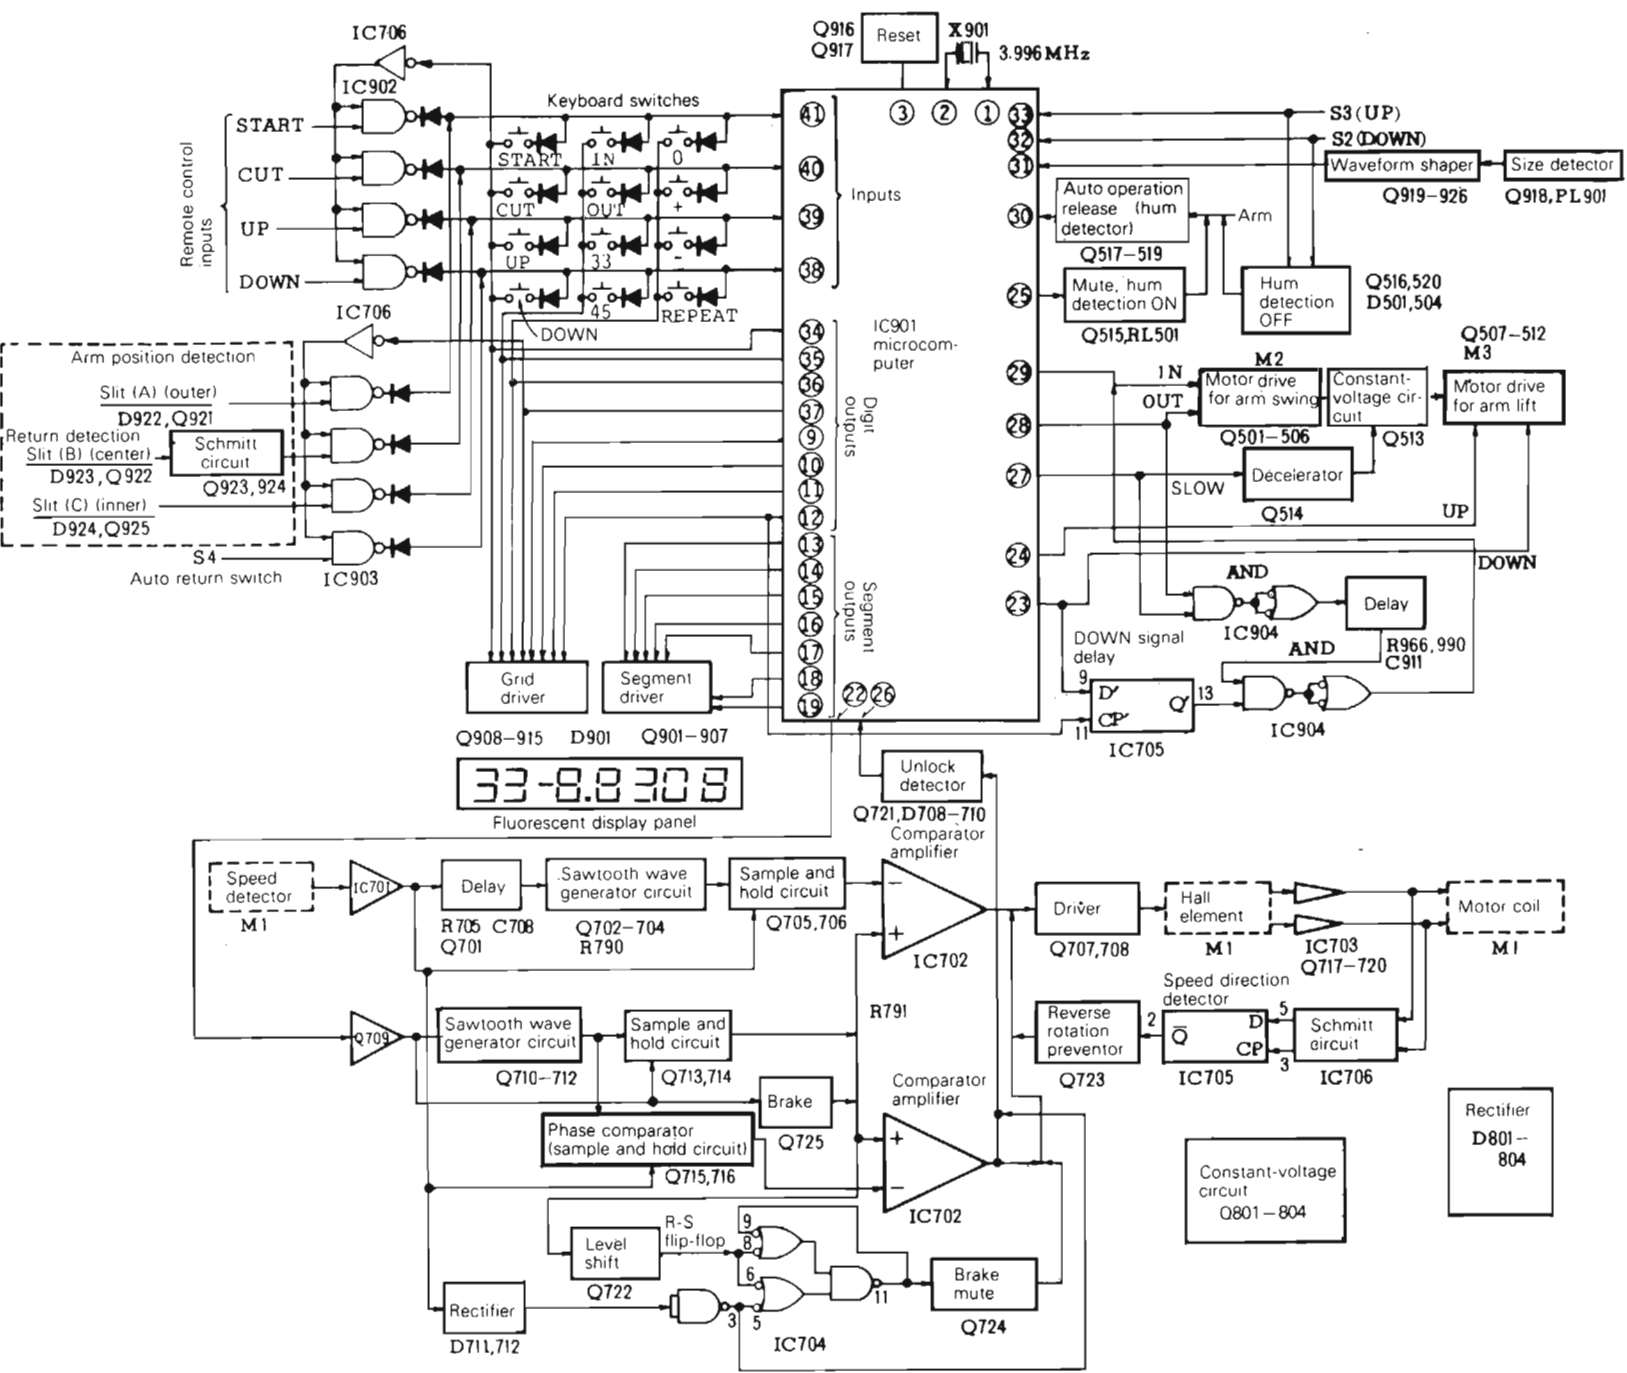 IC706
IC902
Keyboard switches
Remote control
inputs
START
CUT
UP
DOWN
START
IN
0
CUT
OUT
+
UP
33
-
DOWN
45
REPEAT
IC706
Arm position detection
Slit (A) (outer)
D922, Q921
Return detection
Slit (B) (center)
D923, Q922
Schmitt
circuit
Q923,924
Slit (C) (inner)
D924, Q925
S4
Auto return switch
IC903
Q916
Q917
Reset
X901
3.996MHz
41
40
39
38
Inputs
3
2
1
33
32
31
30
25
29
28
27
24
23
34
35
36
37
9
10
11
12
Digit
outputs
13
14
15
16
17
18
19
Segment
outputs
22
26
IC901
microcom-
puter
S3 (UP)
S2 (DOWN)
Waveform shaper
Q919-926
Size detector
Q918,PL901
Auto operation
release (hum
detector)
Q517-519
Arm
Mute, hum
detection ON
Q515,RL501
Hum
detection
OFF
Q516,520
D501,504
Q507-512
M3
M2
IN
OUT
Motor drive
for arm swing
Q501-506
Constant-
voltage cir-
cuit
Q513
Motor drive
for arm lift
SLOW
Decelerator
Q514
UP
DOWN
AND
IC904
Delay
R966,990
C911
DOWN signal
delay
9
D'
CP'
Q'
11
13
IC705
AND
IC904
Grid
driver
Q908-915
D901
Segment
driver
Q901-907
33-8.8308
Fluorescent display panel
Unlock
detector
Q721,D708-710
Comparator
amplifier
Speed
detector
M1
IC701
Delay
R705 C708
Q701
Sawtooth wave
generator circuit
Q702-704
R790
Sample and
hold circuit
Q705,706
−
+
IC702
Driver
Q707,708
Hall
element
M1
IC703
Q717-720
Motor coil
M1
R791
Q709
Sawtooth wave
generator circuit
Q710-712
Sample and
hold circuit
Q713,714
Brake
Q725
Phase comparator
(sample and hold circuit)
Q715,716
Comparator
amplifier
+
−
IC702
Reverse
rotation
preventor
Q723
Speed direction
detector
2
Q̅
D
CP
5
3
IC705
Schmitt
circuit
IC706
Rectifier
D801-
804
Constant-voltage
circuit
Q801-804
Level
shift
Q722
R-S
flip-flop
9
8
6
5
3
11
IC704
Brake
mute
Q724
Rectifier
D711,712